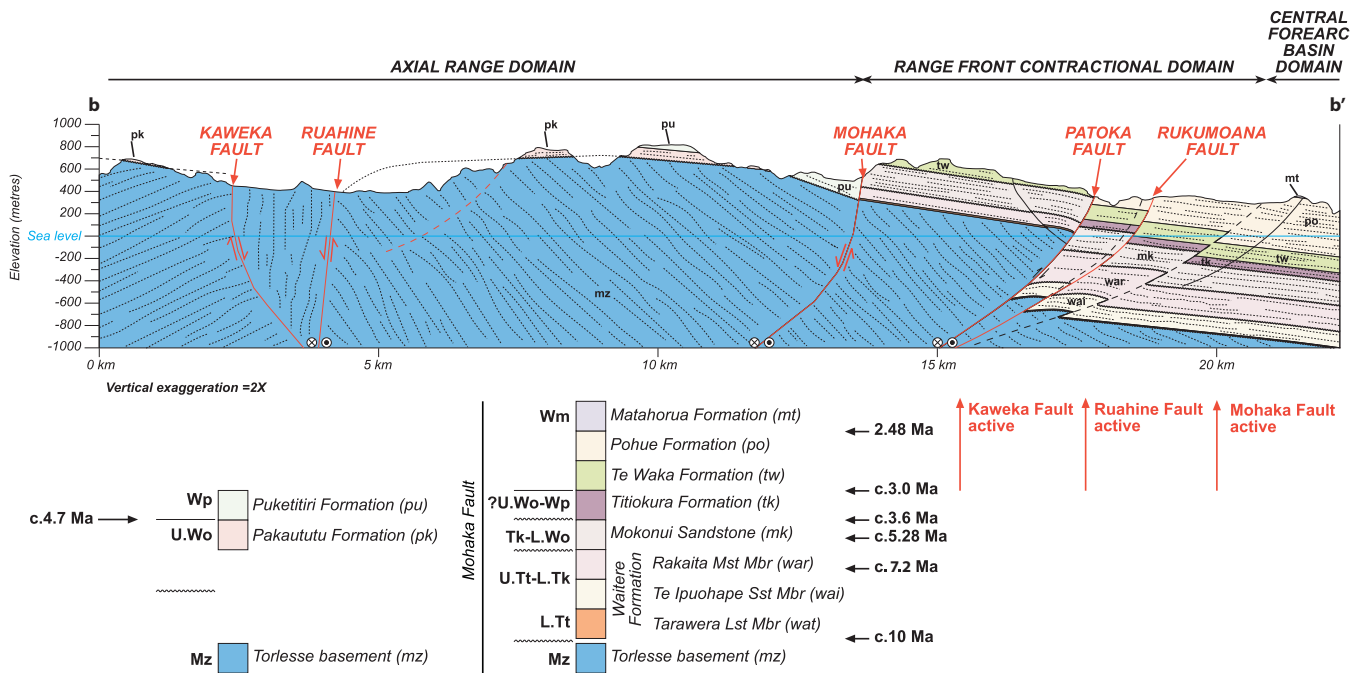 CENTRAL
FOREARC
BASIN
DOMAIN
AXIAL RANGE DOMAIN
RANGE FRONT CONTRACTIONAL DOMAIN
b
b'
1000
800
600
400
200
0
-200
-400
-600
-800
-1000
Elevation (metres)
Sea level
pk
KAWEKA
FAULT
RUAHINE
FAULT
pk
pu
MOHAKA
FAULT
PATOKA
FAULT
RUKUMOANA
FAULT
pu
tw
mt
po
mk
tk
tw
war
wai
mz
0 km
5 km
10 km
15 km
20 km
Vertical exaggeration =2X
Wp
U.Wo
c.4.7 Ma
Puketitiri Formation (pu)
Pakaututu Formation (pk)
Mz
Torlesse basement (mz)
Mohaka Fault
Wm
?U.Wo-Wp
Tk-L.Wo
U.Tt-L.Tk
L.Tt
Mz
Matahorua Formation (mt)
Pohue Formation (po)
Te Waka Formation (tw)
Titiokura Formation (tk)
Mokonui Sandstone (mk)
Waitere
Formation
Rakaita Mst Mbr (war)
Te Ipuohape Sst Mbr (wai)
Tarawera Lst Mbr (wat)
Torlesse basement (mz)
2.48 Ma
c.3.0 Ma
c.3.6 Ma
c.5.28 Ma
c.7.2 Ma
c.10 Ma
Kaweka Fault
active
Ruahine Fault
active
Mohaka Fault
active